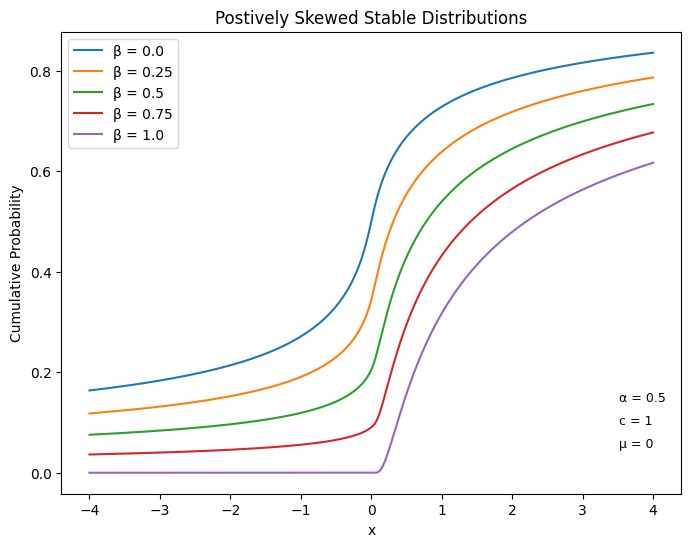 Postively Skewed Stable Distributions
β = 0.0
β = 0.25
β = 0.5
β = 0.75
β = 1.0
Cumulative Probability
0.8
0.6
0.4
0.2
0.0
α = 0.5
c = 1
μ = 0
−4 −3 −2 −1 0 1 2 3 4
x